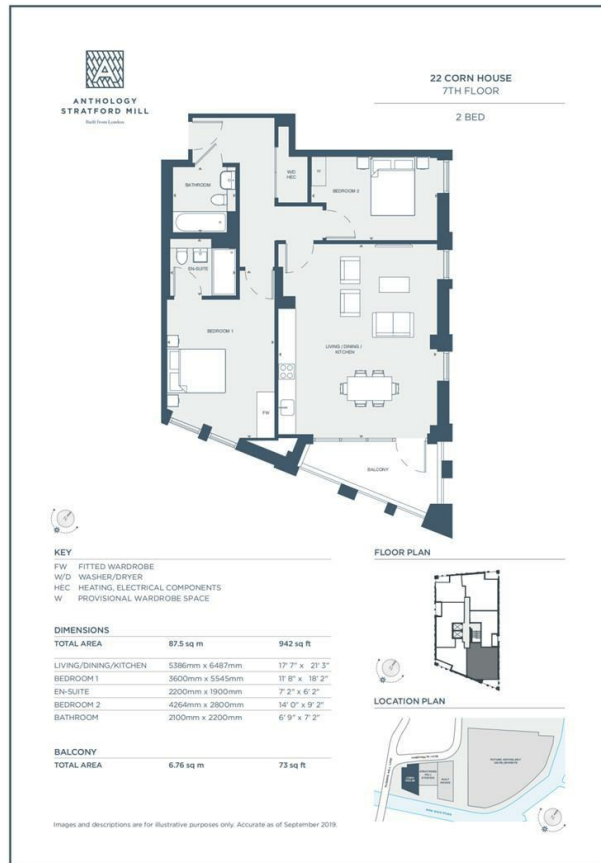 ANTHOLOGY
STRATFORD MILL
Built from London
22 CORN HOUSE
7TH FLOOR
2 BED
BATHROOM
W/D
HEC
W
BEDROOM 2
EN-SUITE
BEDROOM 1
LIVING / DINING /
KITCHEN
FW
BALCONY
KEY
FW FITTED WARDROBE
W/D WASHER/DRYER
HEC HEATING, ELECTRICAL COMPONENTS
W PROVISIONAL WARDROBE SPACE
DIMENSIONS
TOTAL AREA 87.5 sq m 942 sq ft
LIVING/DINING/KITCHEN 5386mm x 6487mm 17' 7" x 21' 3"
BEDROOM 1 3600mm x 5545mm 11' 8" x 18' 2"
EN-SUITE 2200mm x 1900mm 7' 2" x 6' 2"
BEDROOM 2 4264mm x 2800mm 14' 0" x 9' 2"
BATHROOM 2100mm x 2200mm 6' 9" x 7' 2"
BALCONY
TOTAL AREA 6.76 sq m 73 sq ft
FLOOR PLAN
LOCATION PLAN
FUTURE ANTHOLOGY
DEVELOPMENT
CORN
HOUSE
Images and descriptions are for illustrative purposes only. Accurate as of September 2019.